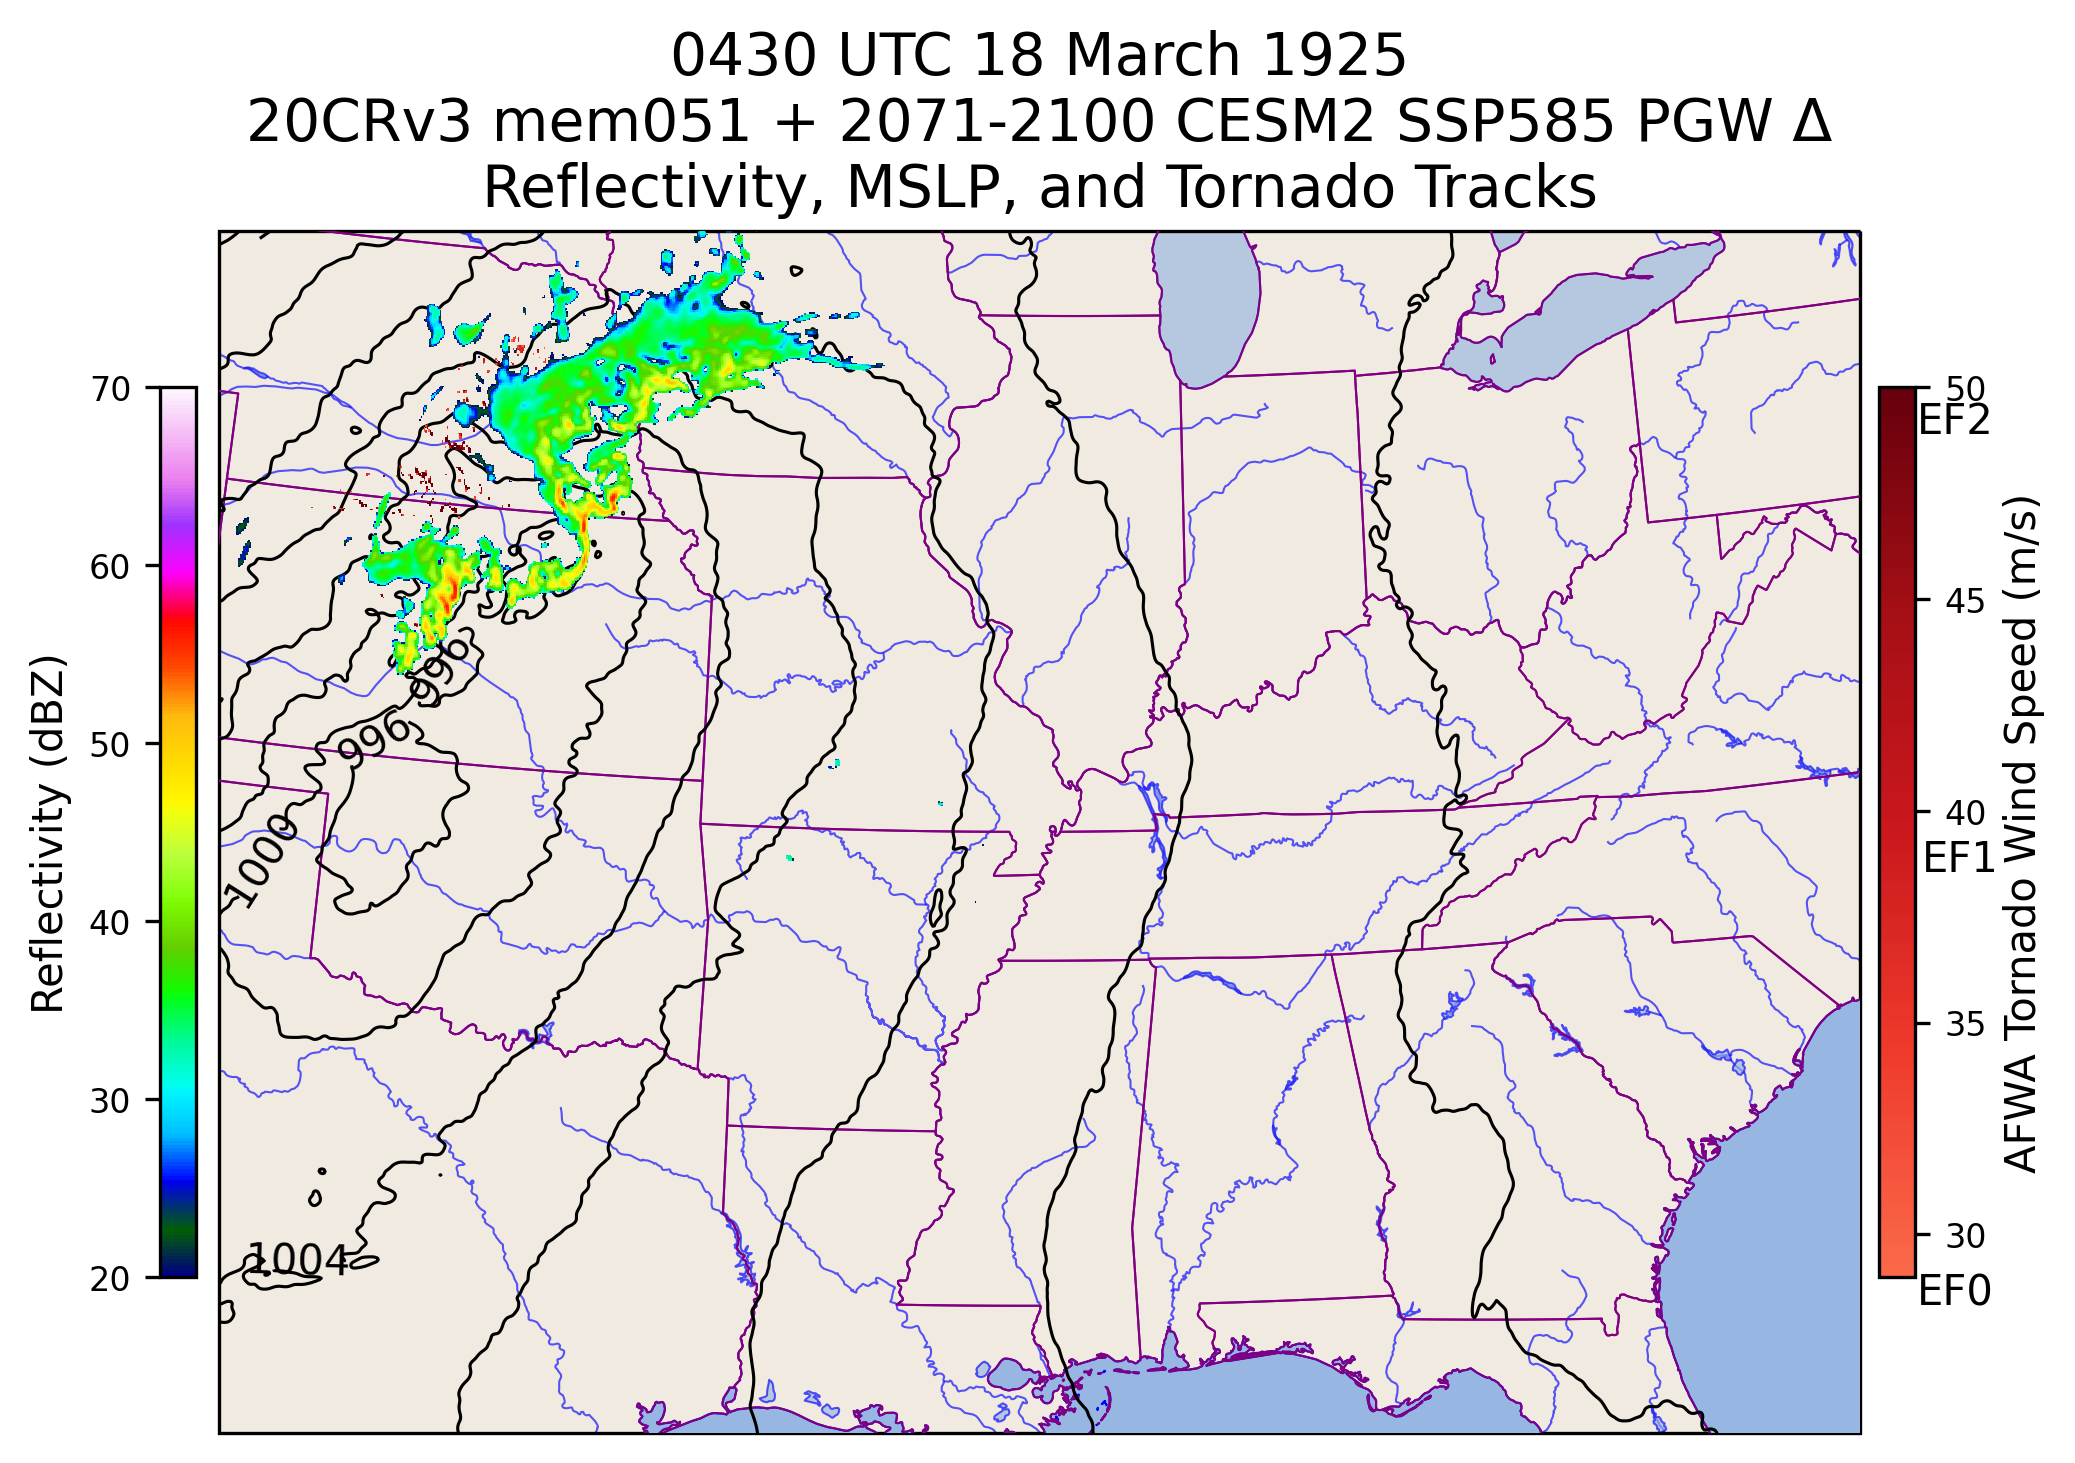 0430 UTC 18 March 1925
20CRv3 mem051 + 2071-2100 CESM2 SSP585 PGW Δ
Reflectivity, MSLP, and Tornado Tracks
70
60
50
40
30
20
Reflectivity (dBZ)
996
996
1000
1004
50
EF2
45
40
EF1
35
30
EF0
AFWA Tornado Wind Speed (m/s)